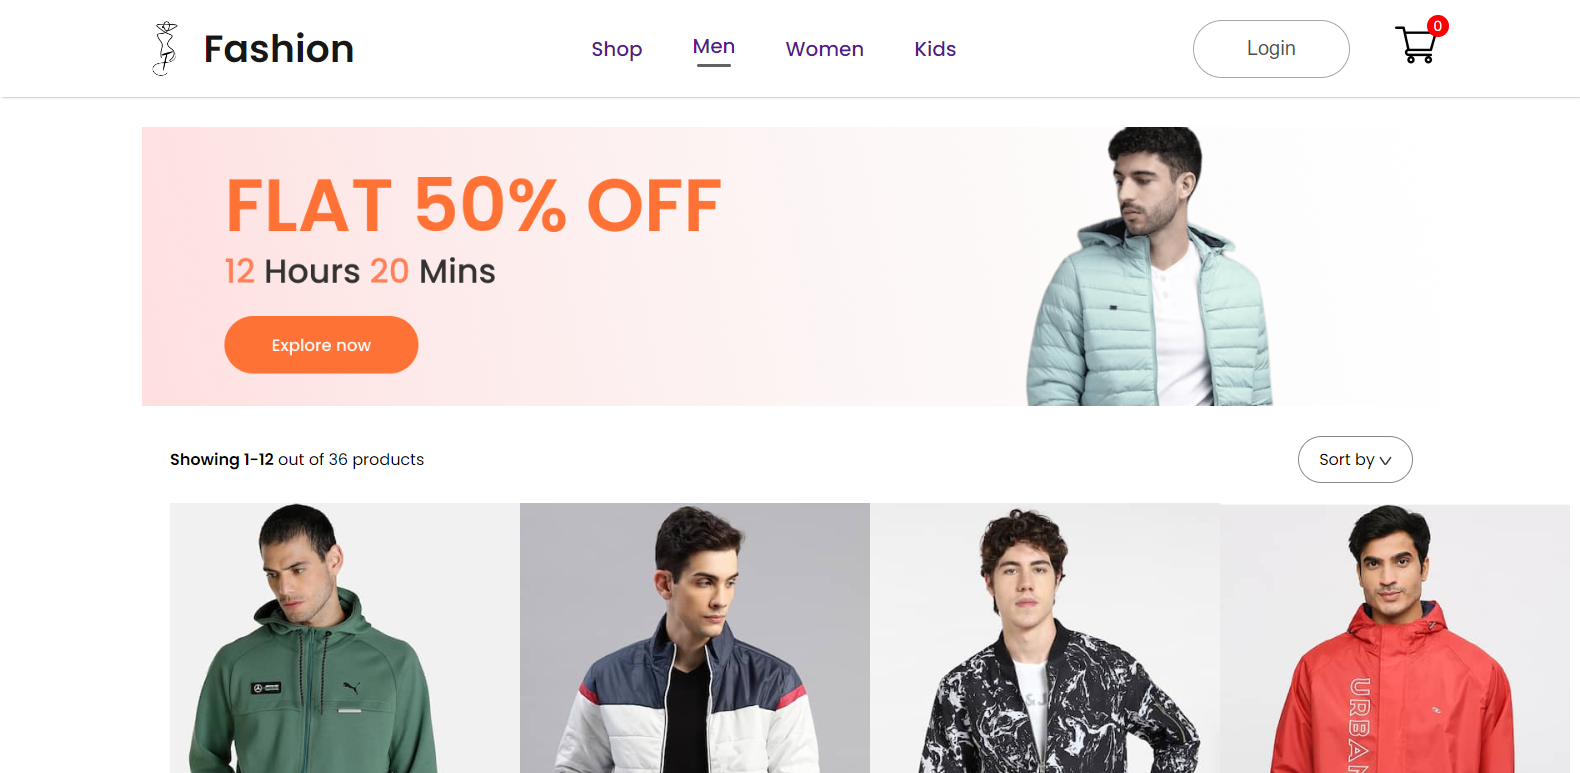 Fashion
Shop Men Women Kids
Login
0
FLAT 50% OFF
12 Hours 20 Mins
Explore now
Showing 1-12 out of 36 products
Sort by
&J
URBAN